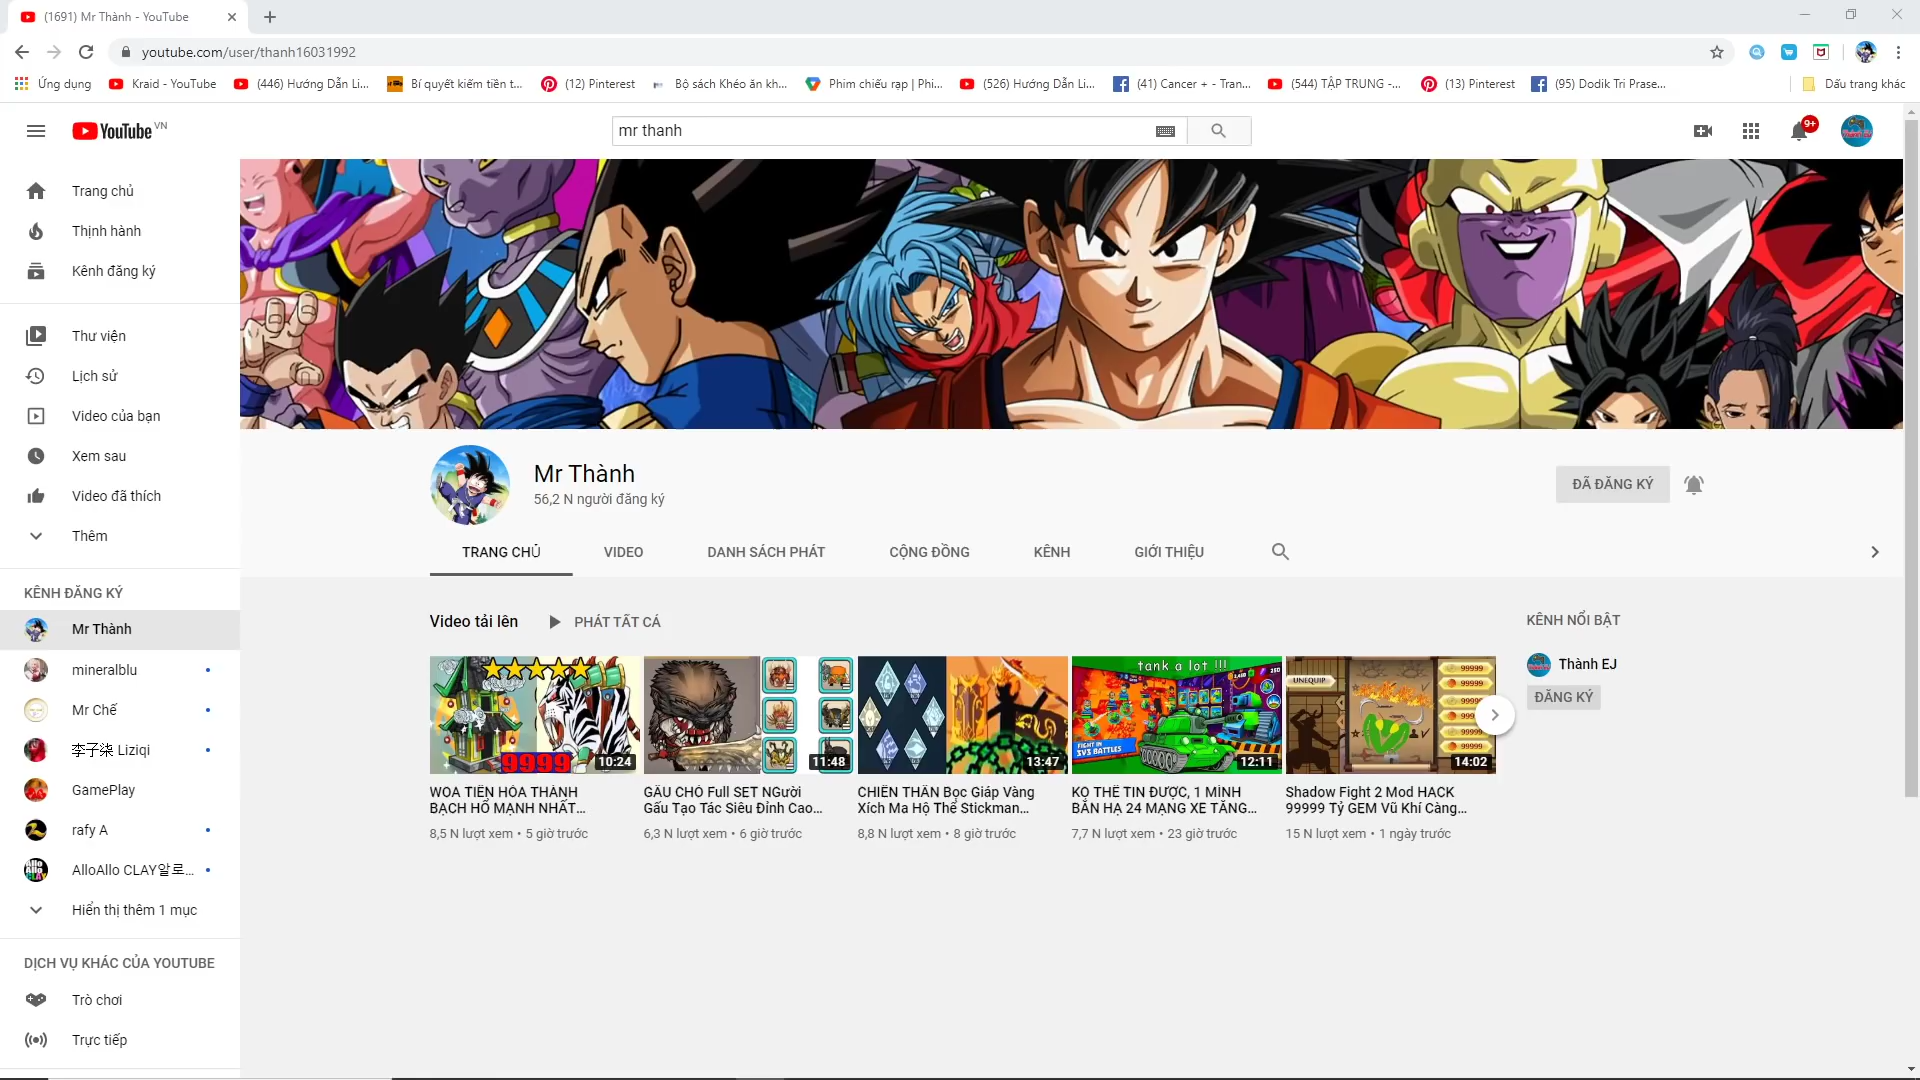 (1691) Mr Thành - YouTube
youtube.com/user/thanh16031992
Ứng dụng
Kraid - YouTube
(446) Hướng Dẫn Li...
Bí quyết kiếm tiền t...
(12) Pinterest
Bộ sách Khéo ăn kh...
Phim chiếu rạp | Phi...
(526) Hướng Dẫn Li...
(41) Cancer + - Tran...
(544) TẬP TRUNG -...
(13) Pinterest
(95) Dodik Tri Prase...
Dấu trang khác
YouTube VN
mr thanh
9+
Trang chủ
Thịnh hành
Kênh đăng ký
Thư viện
Lịch sử
Video của bạn
Xem sau
Video đã thích
Thêm
KÊNH ĐĂNG KÝ
Mr Thành
mineralblu
Mr Chế
李子柒 Liziqi
GamePlay
rafy A
AlloAllo CLAY알로...
Hiển thị thêm 1 mục
DỊCH VỤ KHÁC CỦA YOUTUBE
Trò chơi
Trực tiếp
Mr Thành
56,2 N người đăng ký
ĐÃ ĐĂNG KÝ
TRANG CHỦ
VIDEO
DANH SÁCH PHÁT
CỘNG ĐỒNG
KÊNH
GIỚI THIỆU
Video tải lên
PHÁT TẤT CẢ
9999
10:24
WOA TIẾN HÓA THÀNH
BẠCH HỔ MẠNH NHẤT...
8,5 N lượt xem • 5 giờ trước
11:48
GẤU CHÓ Full SET NGười
Gấu Tạo Tác Siêu Đỉnh Cao...
6,3 N lượt xem • 6 giờ trước
13:47
CHIẾN THẦN Bọc Giáp Vàng
Xích Ma Hộ Thể Stickman...
8,8 N lượt xem • 8 giờ trước
tank a lot !!!
FIGHT IN
3V3 BATTLES
12:11
KO THỂ TIN ĐƯỢC, 1 MÌNH
BẮN HẠ 24 MẠNG XE TĂNG...
7,7 N lượt xem • 23 giờ trước
UNEQUIP
99999
99999
99999
99999
99999
14:02
Shadow Fight 2 Mod HACK
99999 Tỷ GEM Vũ Khí Càng...
15 N lượt xem • 1 ngày trước
KÊNH NỔI BẬT
Thành EJ
ĐĂNG KÝ